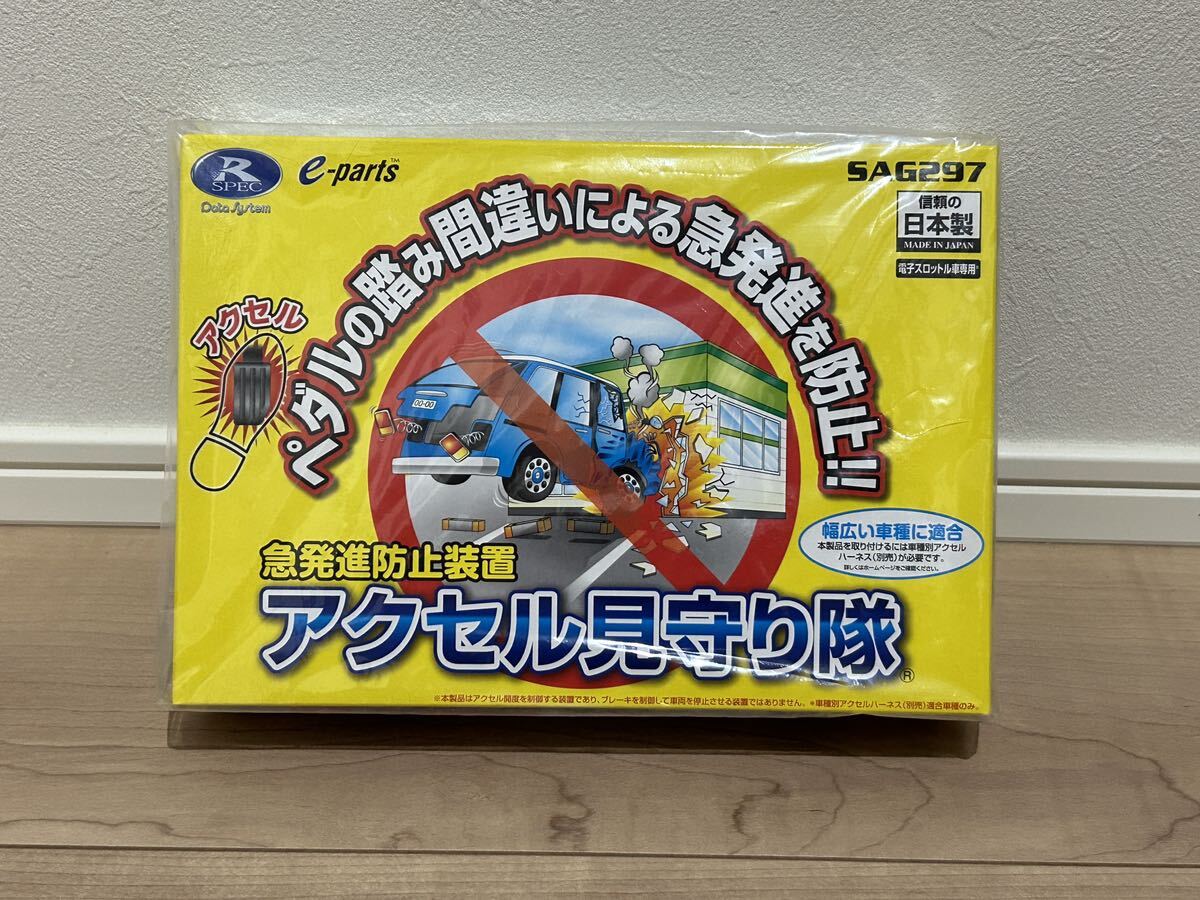 R
SPEC
Data System
e-parts™
SAG297
信頼の
日本製
MADE IN JAPAN
電子スロットル車専用*
ペダルの踏み間違いによる急発進を防止!!
アクセル
00-00
幅広い車種に適合
本製品を取り付けるには車種別アクセル
ハーネス(別売)が必要です。
詳しくはホームページをご確認ください。
急発進防止装置
アクセル見守り隊®
※本製品はアクセル開度を制御する装置であり、ブレーキを制御して車両を停止させる装置ではありません。 *車種別アクセルハーネス(別売)適合車種のみ。